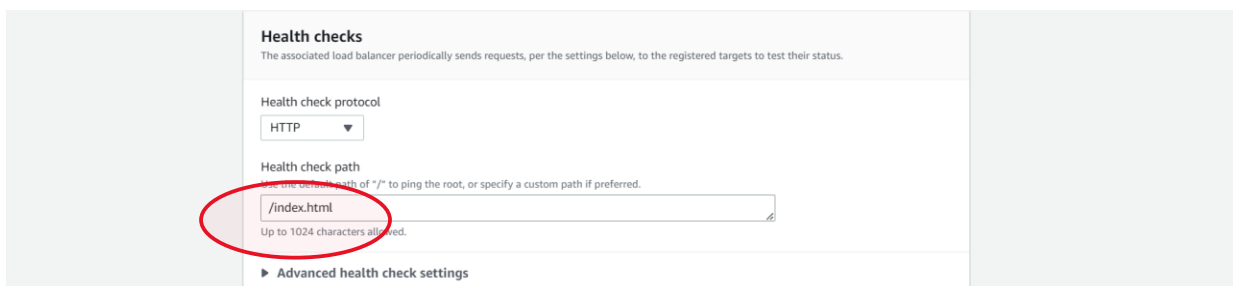 Health checks
The associated load balancer periodically sends requests, per the settings below, to the registered targets to test their status.
Health check protocol
HTTP
Health check path
Use the default path of "/" to ping the root, or specify a custom path if preferred.
/index.html
Up to 1024 characters allowed.
Advanced health check settings